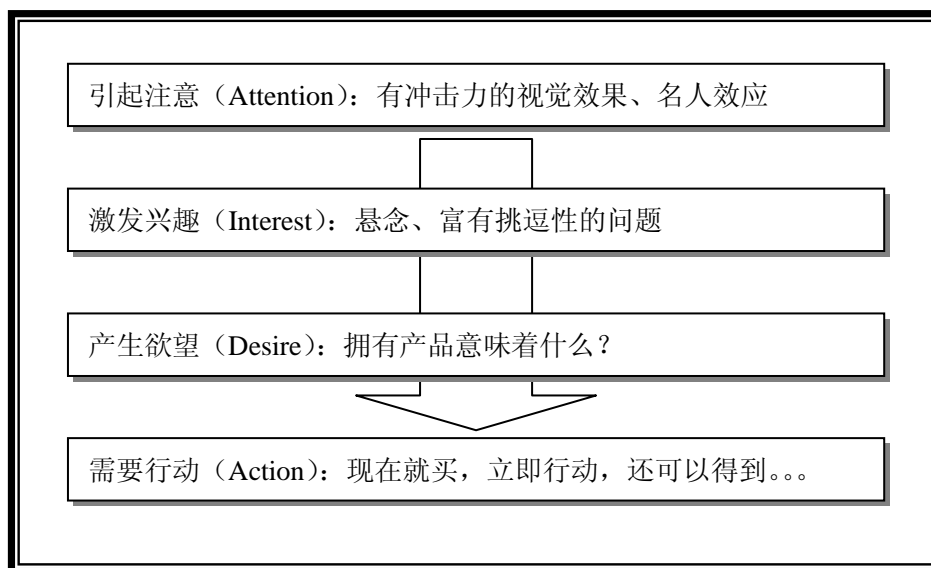 引起注意（Attention）：有冲击力的视觉效果、名人效应
激发兴趣（Interest）：悬念、富有挑逗性的问题
产生欲望（Desire）：拥有产品意味着什么？
需要行动（Action）：现在就买，立即行动，还可以得到。。。